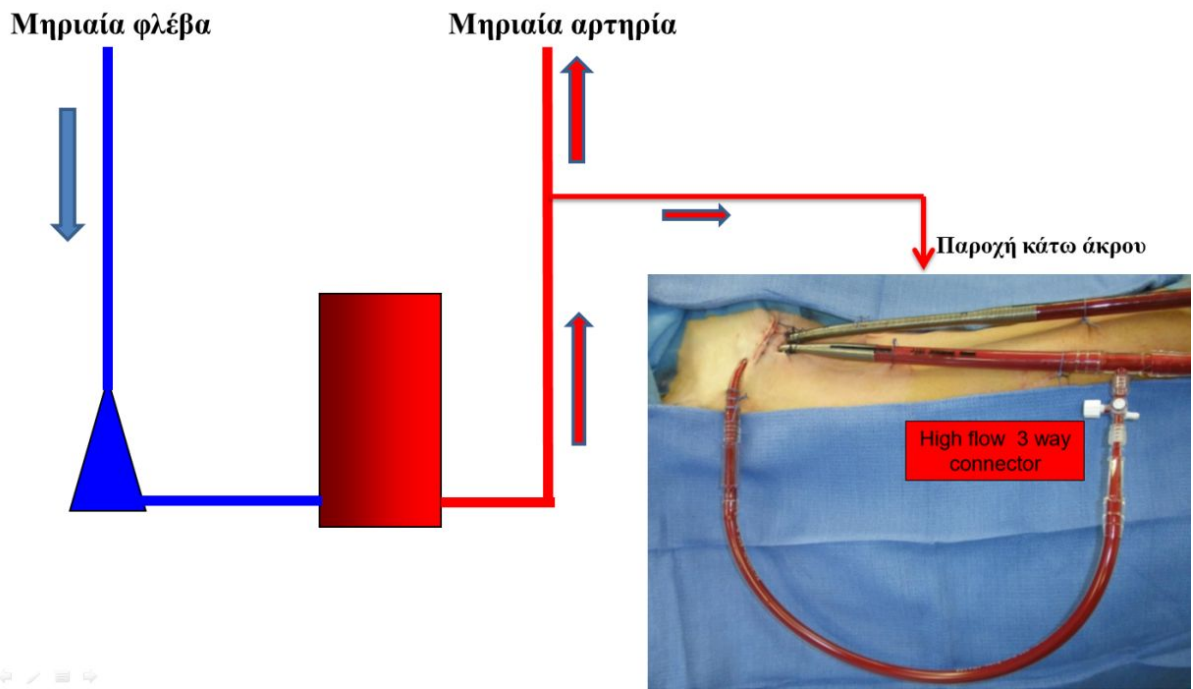 Μηριαία φλέβα
Μηριαία αρτηρία
Παροχή κάτω άκρου
High flow 3 way
connector